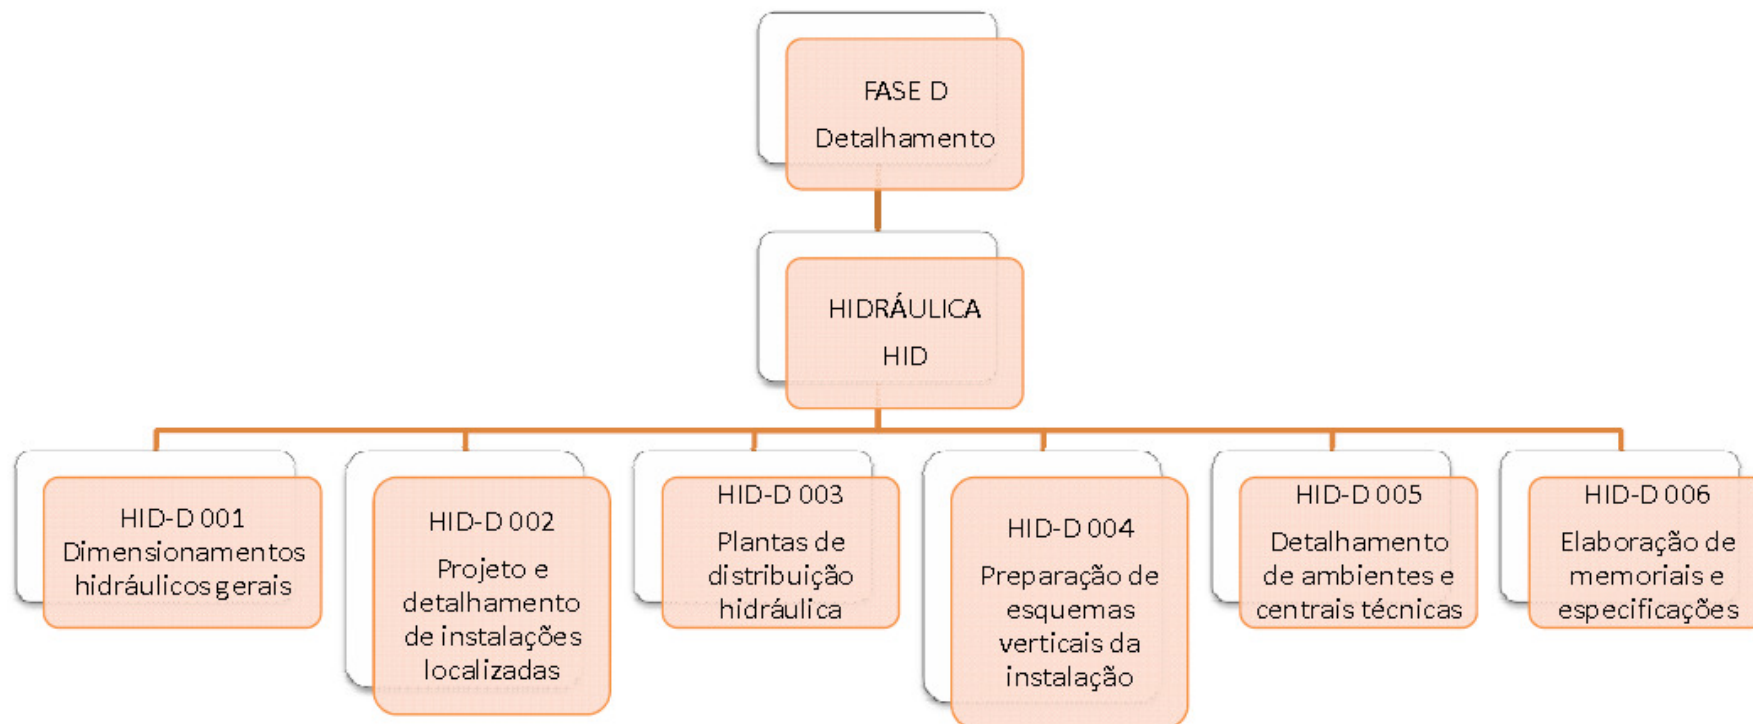 FASE D
Detalhamento
HIDRÁULICA
HID
HID-D 001
Dimensionamentos
hidráulicos gerais
HID-D 002
Projeto e
detalhamento
de instalações
localizadas
HID-D 003
Plantas de
distribuição
hidráulica
HID-D 004
Preparação de
esquemas
verticais da
instalação
HID-D 005
Detalhamento
de ambientes e
centrais técnicas
HID-D 006
Elaboração de
memoriais e
especificações